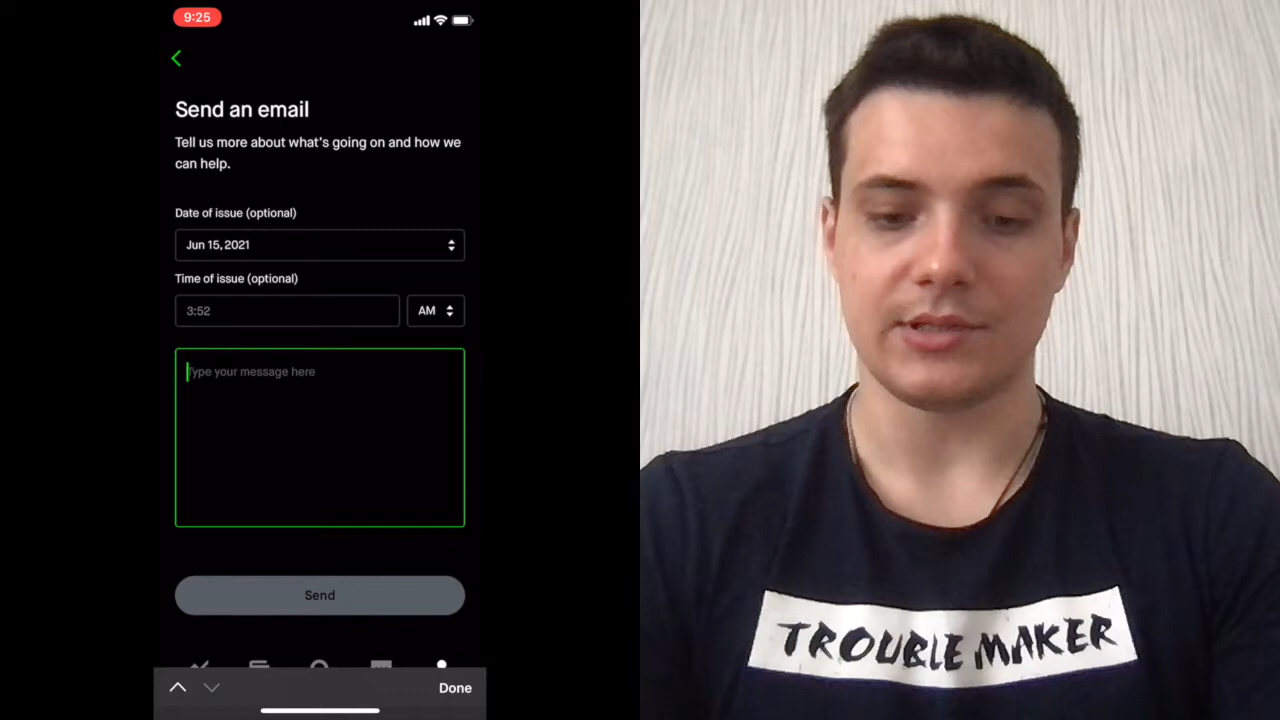 9:25
Send an email
Tell us more about what's going on and how we
can help.
Date of issue (optional)
Jun 15, 2021
Time of issue (optional)
3:52
AM
Type your message here
Send
Done
TROUBLE MAKER